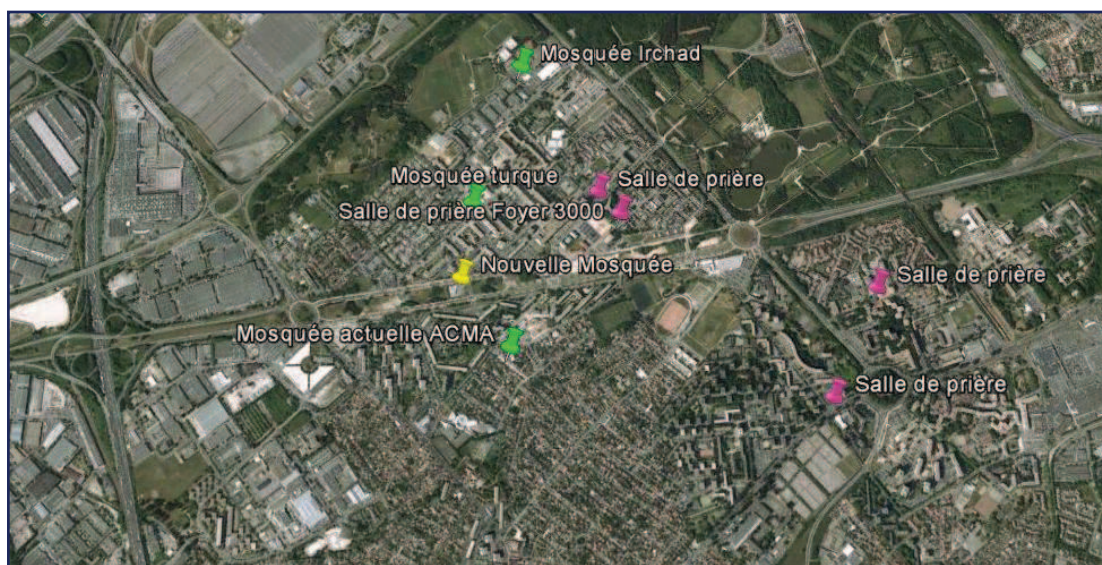 Mosquée Irchad
Mosquée turque
Salle de prière
Salle de prière Foyer 3000
Nouvelle Mosquée
Salle de prière
Mosquée actuelle ACMA
Salle de prière